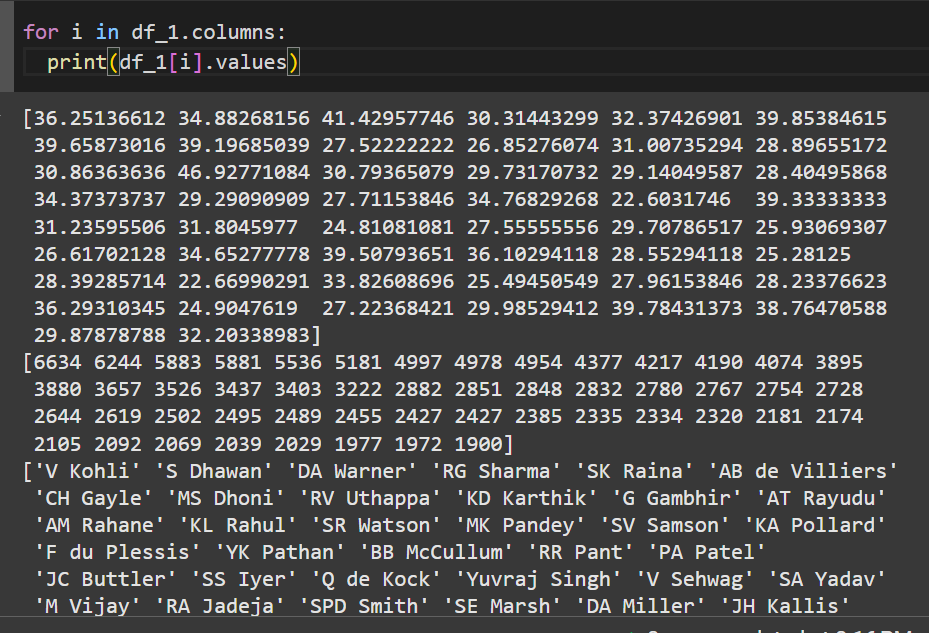 for i in df_1.columns:
print(df_1[i].values)
[36.25136612 34.88268156 41.42957746 30.31443299 32.37426901 39.85384615
39.65873016 39.19685039 27.52222222 26.85276074 31.00735294 28.89655172
30.86363636 46.92771084 30.79365079 29.73170732 29.14049587 28.40495868
34.37373737 29.29090909 27.71153846 34.76829268 22.6031746 39.33333333
31.23595506 31.8045977 24.81081081 27.55555556 29.70786517 25.93069307
26.61702128 34.65277778 39.50793651 36.10294118 28.55294118 25.28125
28.39285714 22.66990291 33.82608696 25.49450549 27.96153846 28.23376623
36.29310345 24.9047619 27.22368421 29.98529412 39.78431373 38.76470588
29.87878788 32.20338983]
[6634 6244 5883 5881 5536 5181 4997 4978 4954 4377 4217 4190 4074 3895
3880 3657 3526 3437 3403 3222 2882 2851 2848 2832 2780 2767 2754 2728
2644 2619 2502 2495 2489 2455 2427 2427 2385 2335 2334 2320 2181 2174
2105 2092 2069 2039 2029 1977 1972 1900]
['V Kohli' 'S Dhawan' 'DA Warner' 'RG Sharma' 'SK Raina' 'AB de Villiers'
'CH Gayle' 'MS Dhoni' 'RV Uthappa' 'KD Karthik' 'G Gambhir' 'AT Rayudu'
'AM Rahane' 'KL Rahul' 'SR Watson' 'MK Pandey' 'SV Samson' 'KA Pollard'
'F du Plessis' 'YK Pathan' 'BB McCullum' 'RR Pant' 'PA Patel'
'JC Buttler' 'SS Iyer' 'Q de Kock' 'Yuvraj Singh' 'V Sehwag' 'SA Yadav'
'M Vijay' 'RA Jadeja' 'SPD Smith' 'SE Marsh' 'DA Miller' 'JH Kallis'